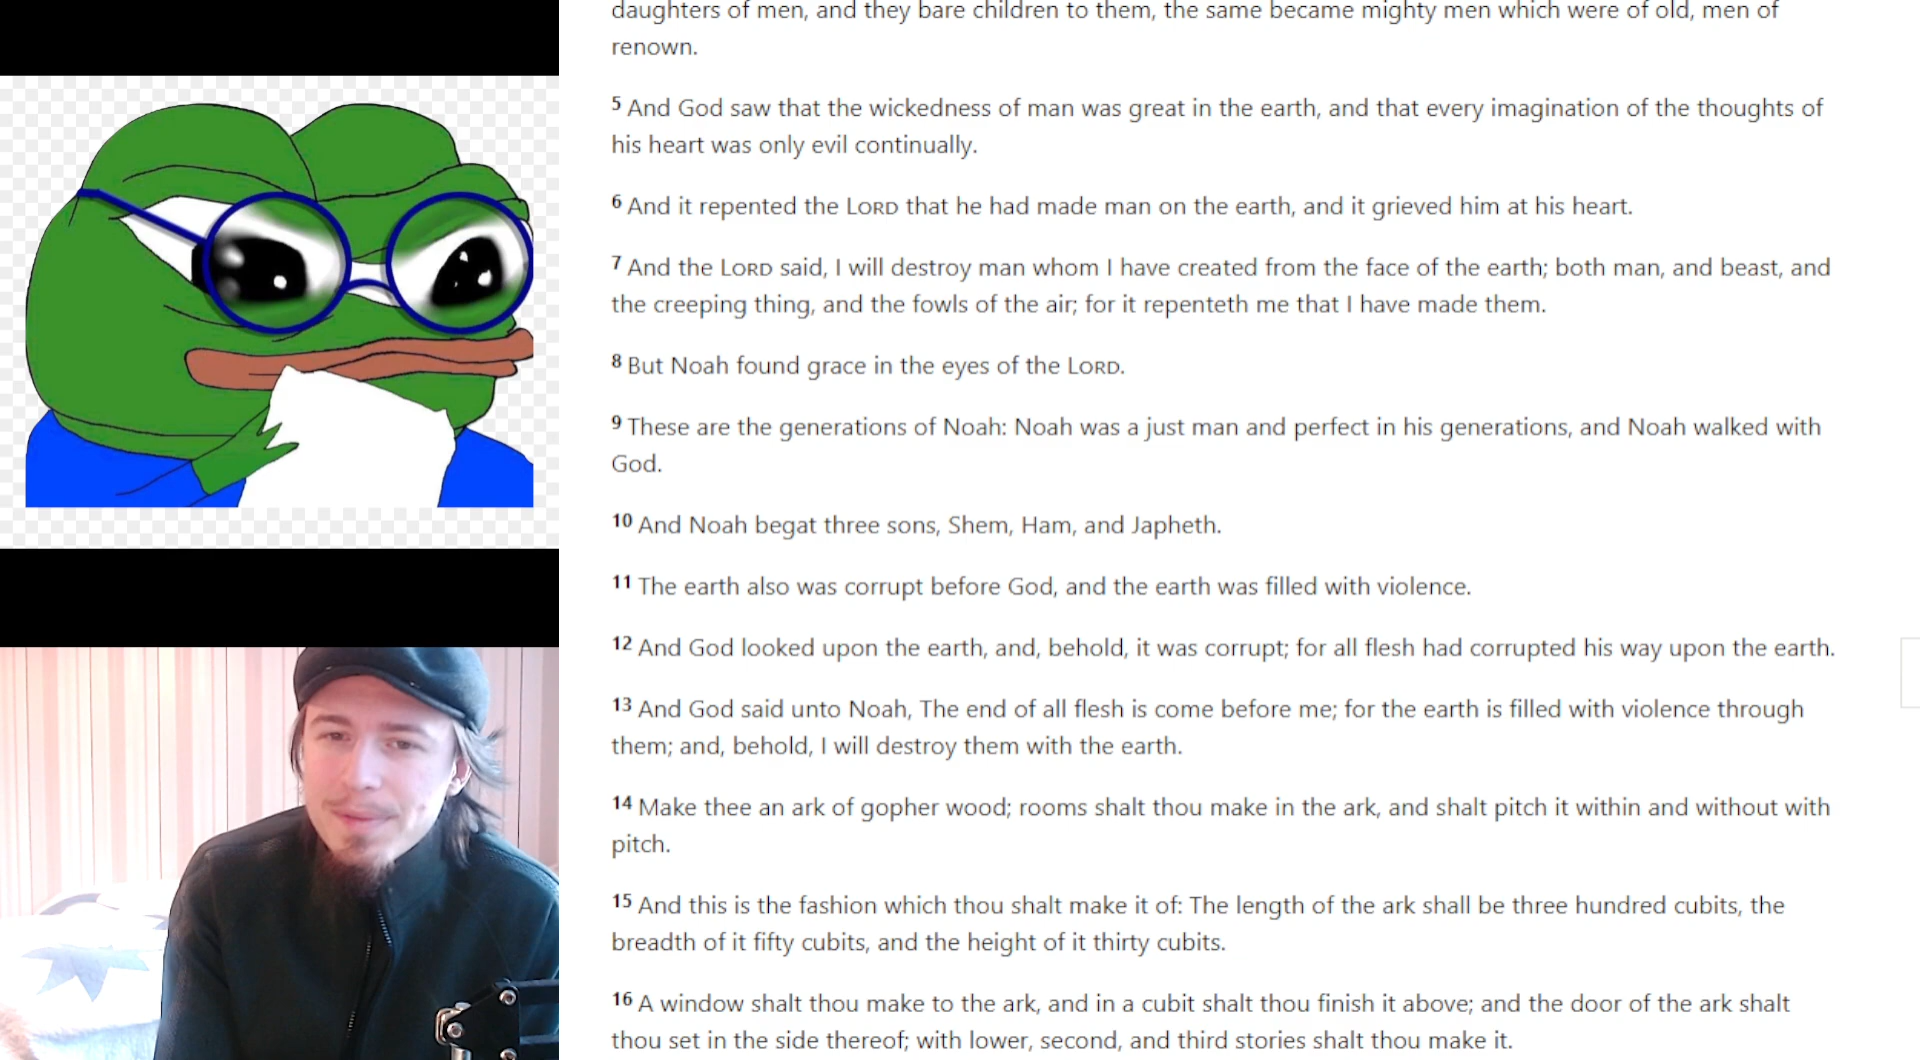 daughters of men, and they bare children to them, the same became mighty men which were of old, men of
renown.
5 And God saw that the wickedness of man was great in the earth, and that every imagination of the thoughts of
his heart was only evil continually.
6 And it repented the LORD that he had made man on the earth, and it grieved him at his heart.
7 And the LORD said, I will destroy man whom I have created from the face of the earth; both man, and beast, and
the creeping thing, and the fowls of the air; for it repenteth me that I have made them.
8 But Noah found grace in the eyes of the LORD.
9 These are the generations of Noah: Noah was a just man and perfect in his generations, and Noah walked with
God.
10 And Noah begat three sons, Shem, Ham, and Japheth.
11 The earth also was corrupt before God, and the earth was filled with violence.
12 And God looked upon the earth, and, behold, it was corrupt; for all flesh had corrupted his way upon the earth.
13 And God said unto Noah, The end of all flesh is come before me; for the earth is filled with violence through
them; and, behold, I will destroy them with the earth.
14 Make thee an ark of gopher wood; rooms shalt thou make in the ark, and shalt pitch it within and without with
pitch.
15 And this is the fashion which thou shalt make it of: The length of the ark shall be three hundred cubits, the
breadth of it fifty cubits, and the height of it thirty cubits.
16 A window shalt thou make to the ark, and in a cubit shalt thou finish it above; and the door of the ark shalt
thou set in the side thereof; with lower, second, and third stories shalt thou make it.